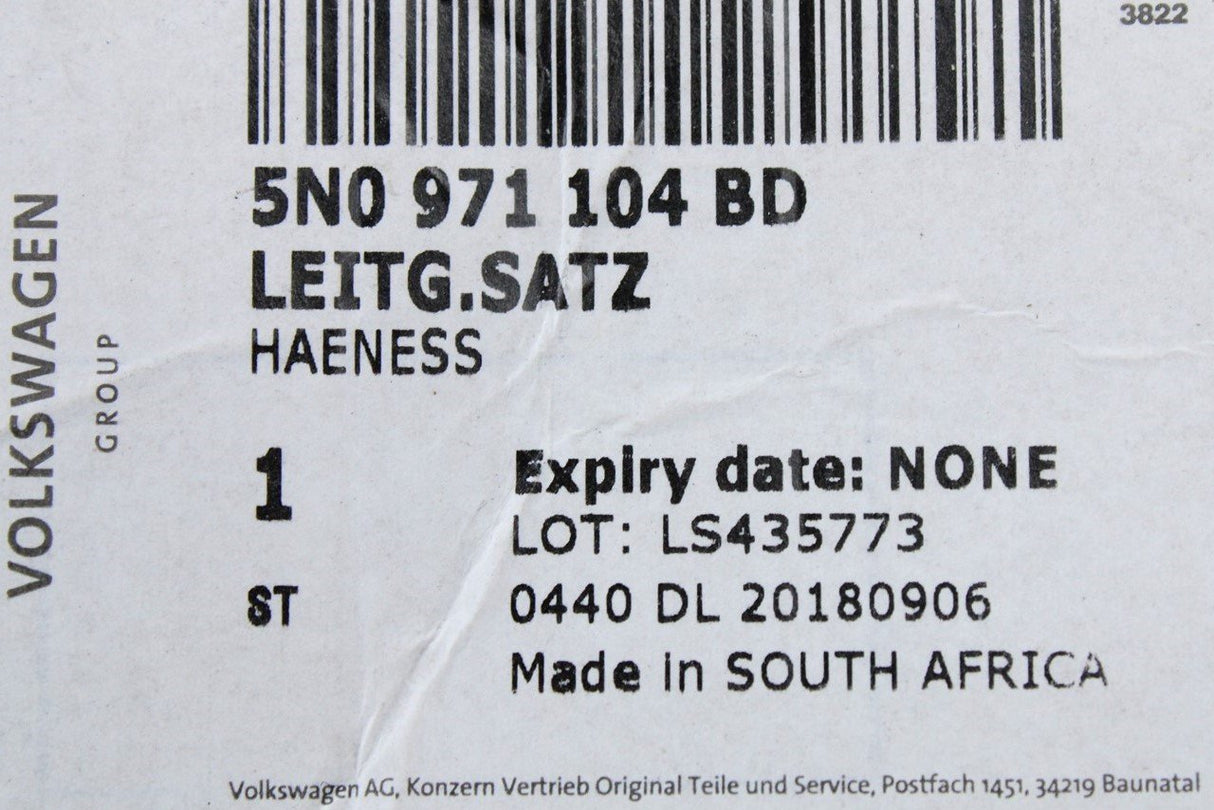 3822
5N0 971 104 BD
LEITG.SATZ
HAENESS
VOLKSWAGEN
GROUP
1
Expiry date: NONE
LOT: LS435773
ST
0440 DL 20180906
Made in SOUTH AFRICA
Volkswagen AG, Konzern Vertrieb Original Teile und Service, Postfach 1451, 34219 Baunatal